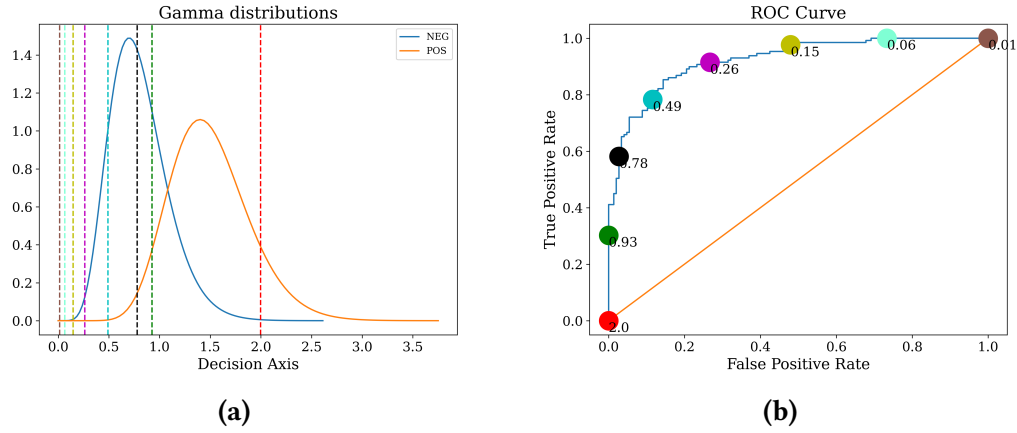 Gamma distributions
NEG
POS
1.4
1.2
1.0
0.8
0.6
0.4
0.2
0.0
0.0 0.5 1.0 1.5 2.0 2.5 3.0 3.5
Decision Axis
(a)
ROC Curve
True Positive Rate
1.0
0.8
0.6
0.4
0.2
0.0
0.01
0.06
0.15
0.26
0.49
0.78
0.93
2.0
0.0 0.2 0.4 0.6 0.8 1.0
False Positive Rate
(b)